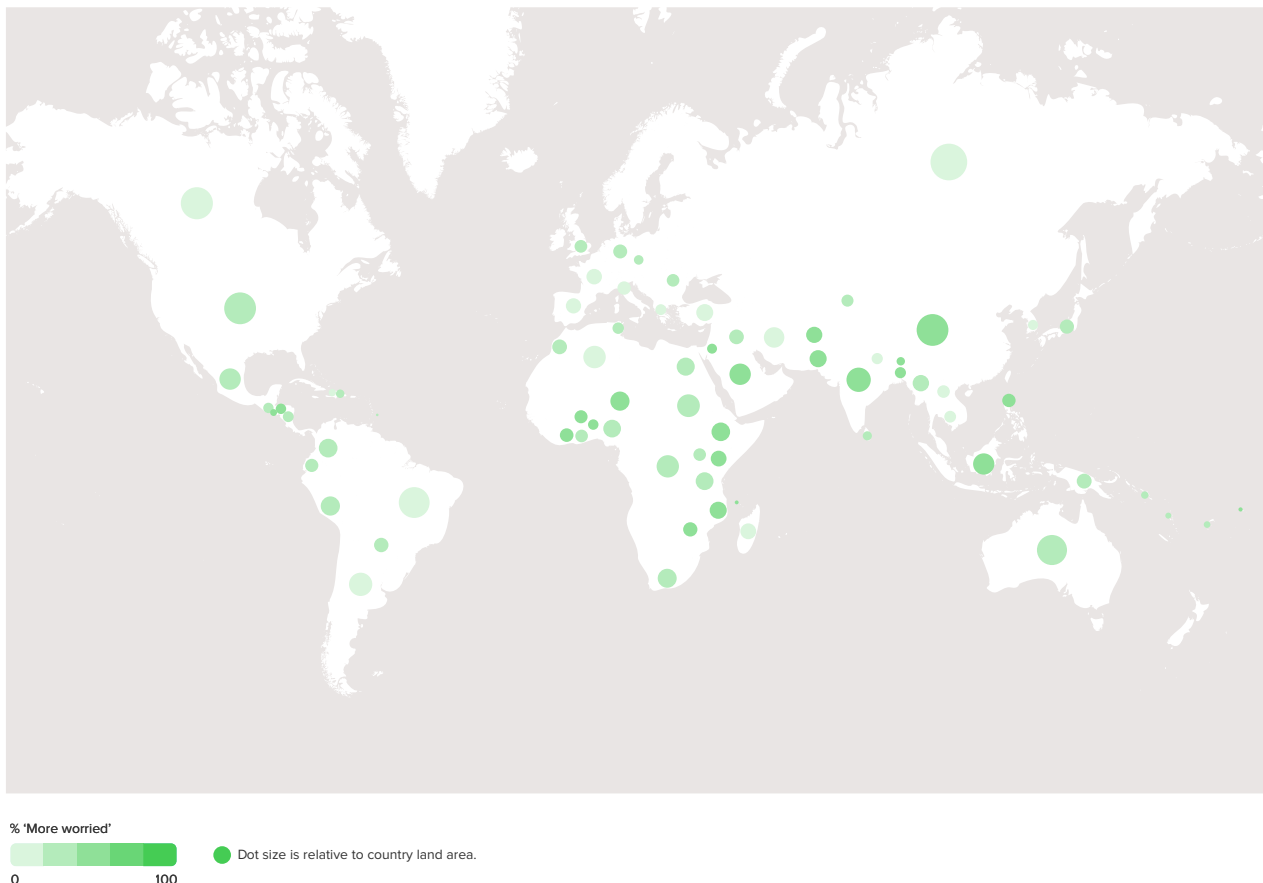 % ‘More worried’
0 100
Dot size is relative to country land area.